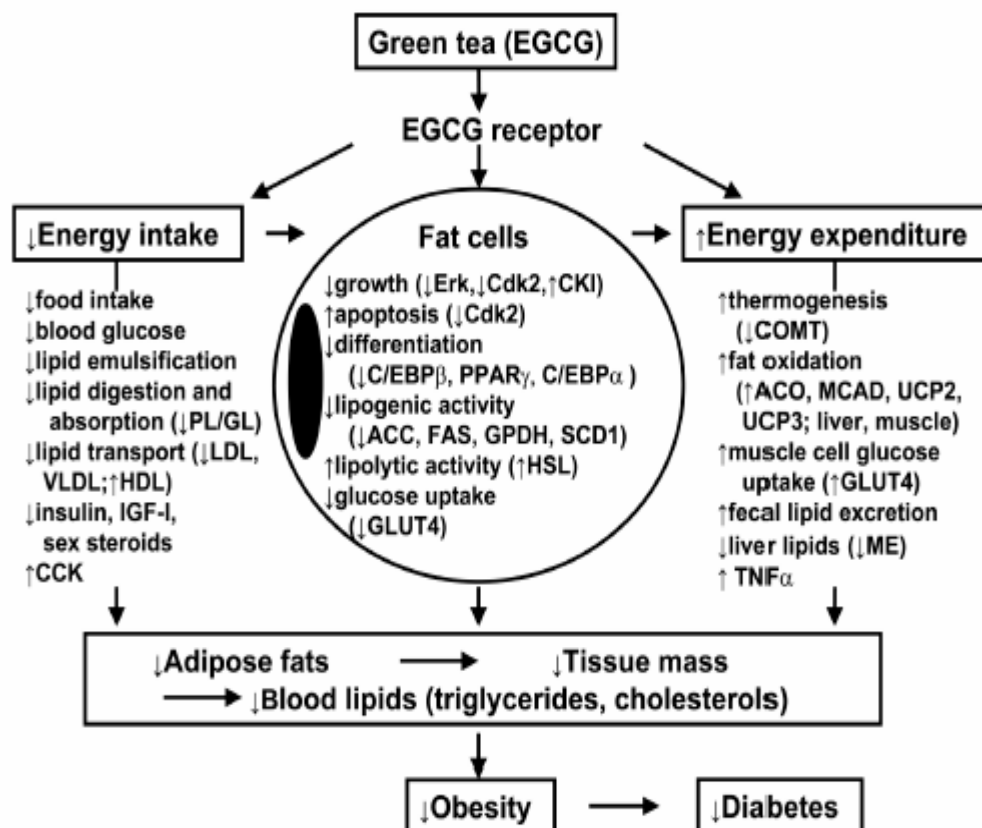 Green tea (EGCG)
EGCG receptor
↓Energy intake
↓food intake
↓blood glucose
↓lipid emulsification
↓lipid digestion and
absorption (↓PL/GL)
↓lipid transport (↓LDL,
VLDL;↑HDL)
↓insulin, IGF-I,
sex steroids
↑CCK
Fat cells
↓growth (↓Erk,↓Cdk2,↑CKI)
↑apoptosis (↓Cdk2)
↓differentiation
(↓C/EBPβ, PPARγ, C/EBPα )
↓lipogenic activity
(↓ACC, FAS, GPDH, SCD1)
↑lipolytic activity (↑HSL)
↓glucose uptake
(↓GLUT4)
↑Energy expenditure
↑thermogenesis
(↓COMT)
↑fat oxidation
(↑ACO, MCAD, UCP2,
UCP3; liver, muscle)
↑muscle cell glucose
uptake (↑GLUT4)
↑fecal lipid excretion
↓liver lipids (↓ME)
↑ TNFα
↓Adipose fats → ↓Tissue mass
→ ↓Blood lipids (triglycerides, cholesterols)
↓Obesity → ↓Diabetes